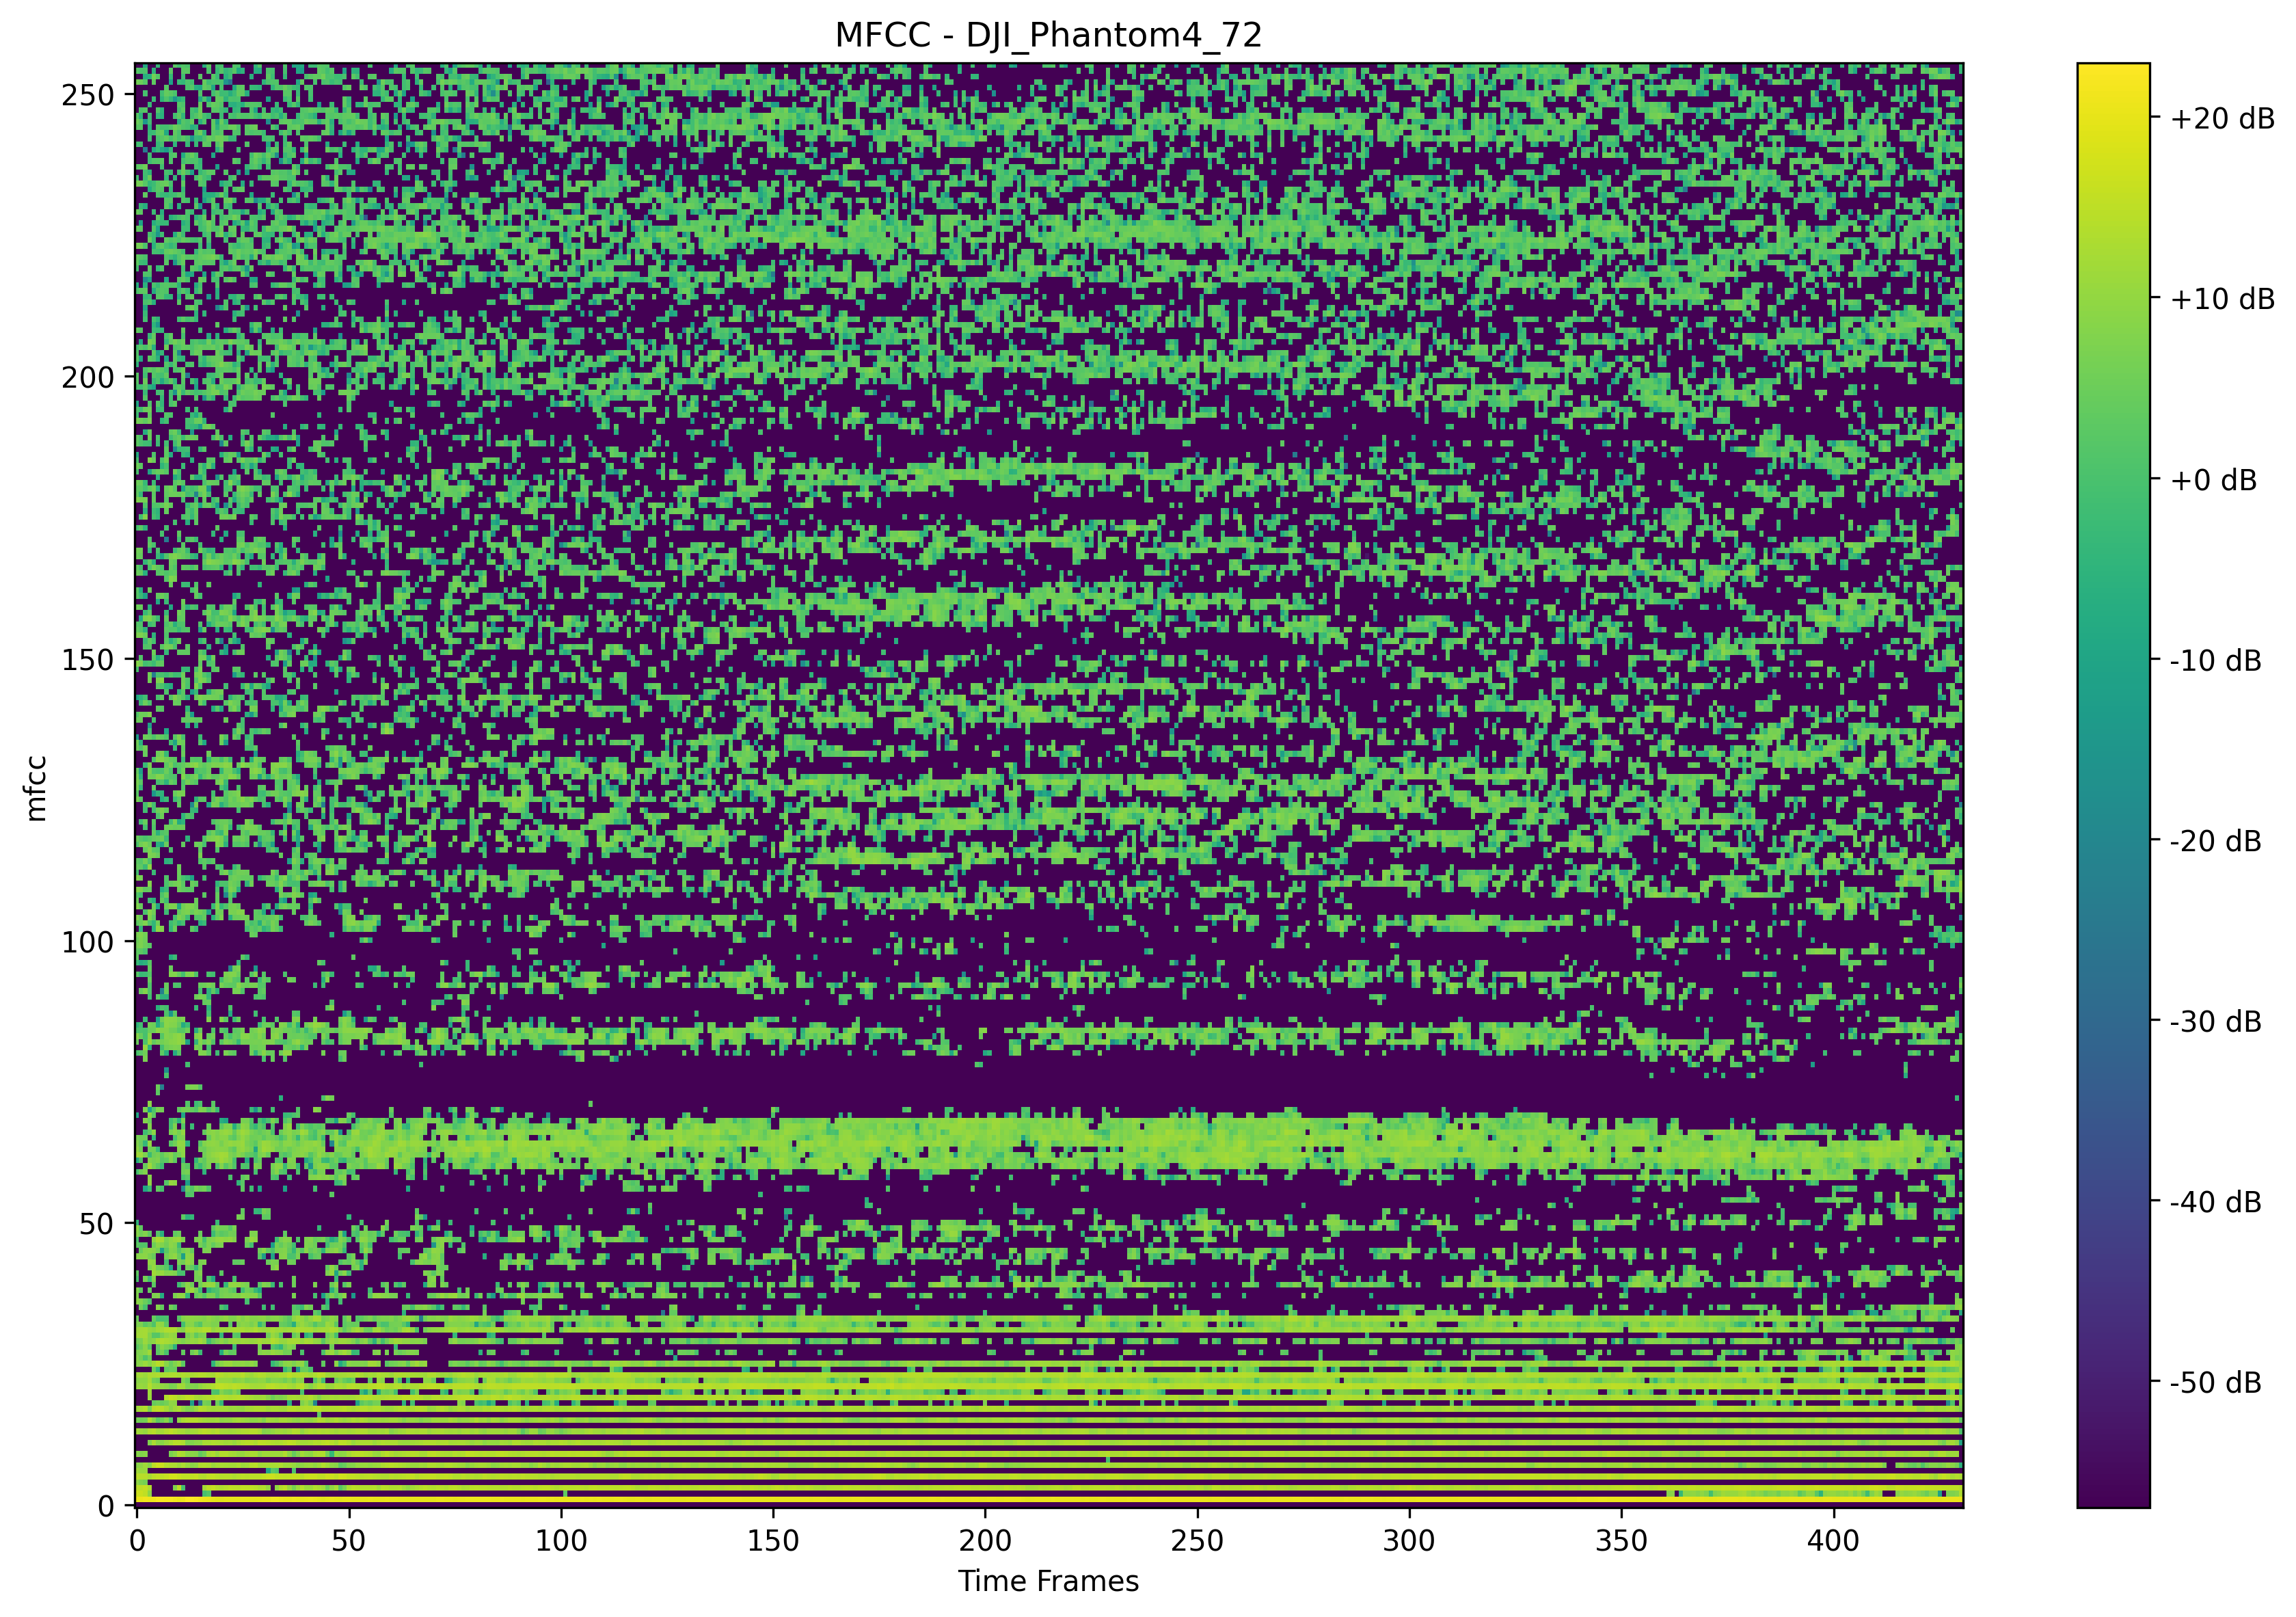 MFCC - DJI_Phantom4_72
250
200
150
100
50
0
mfcc
0 50 100 150 200 250 300 350 400
Time Frames
+20 dB
+10 dB
+0 dB
-10 dB
-20 dB
-30 dB
-40 dB
-50 dB